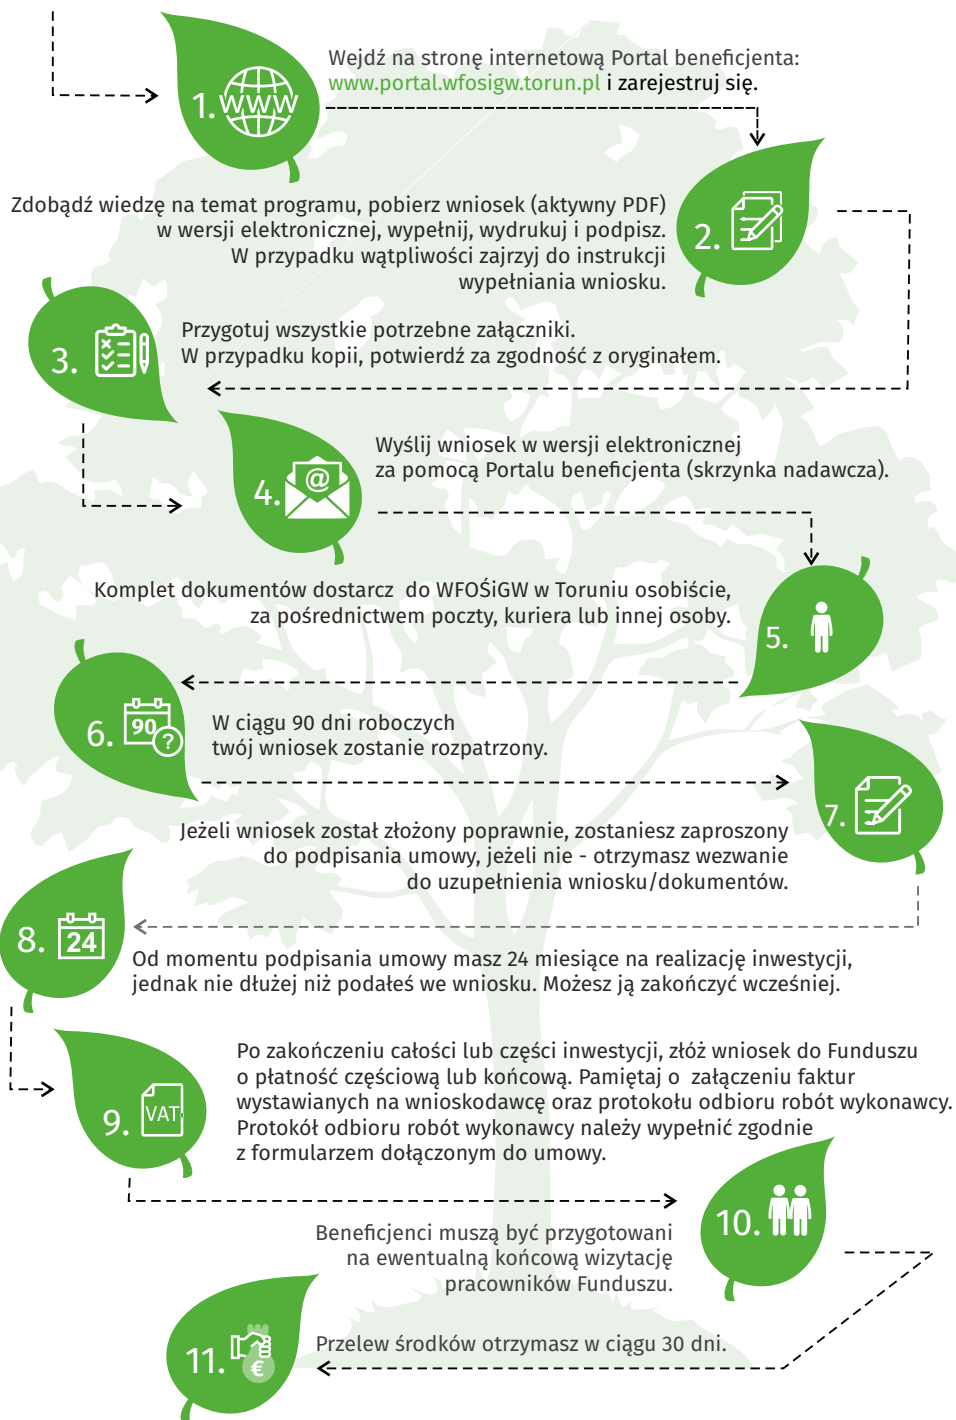 Wejdź na stronę internetową Portal beneficjenta:
www.portal.wfosigw.torun.pl i zarejestruj się.
1. WWW
Zdobądź wiedzę na temat programu, pobierz wniosek (aktywny PDF)
w wersji elektronicznej, wypełnij, wydrukuj i podpisz.
W przypadku wątpliwości zajrzyj do instrukcji
wypełniania wniosku.
2.
3.
Przygotuj wszystkie potrzebne załączniki.
W przypadku kopii, potwierdź za zgodność z oryginałem.
4. @
Wyślij wniosek w wersji elektronicznej
za pomocą Portalu beneficjenta (skrzynka nadawcza).
Komplet dokumentów dostarcz do WFOŚiGW w Toruniu osobiście,
za pośrednictwem poczty, kuriera lub innej osoby.
5.
6. 90 ?
W ciągu 90 dni roboczych
twój wniosek zostanie rozpatrzony.
7.
Jeżeli wniosek został złożony poprawnie, zostaniesz zaproszony
do podpisania umowy, jeżeli nie - otrzymasz wezwanie
do uzupełnienia wniosku/dokumentów.
8. 24
Od momentu podpisania umowy masz 24 miesiące na realizację inwestycji,
jednak nie dłużej niż podałeś we wniosku. Możesz ją zakończyć wcześniej.
9. VAT
Po zakończeniu całości lub części inwestycji, złóż wniosek do Funduszu
o płatność częściową lub końcową. Pamiętaj o załączeniu faktur
wystawianych na wnioskodawcę oraz protokołu odbioru robót wykonawcy.
Protokół odbioru robót wykonawcy należy wypełnić zgodnie
z formularzem dołączonym do umowy.
10.
Beneficjenci muszą być przygotowani
na ewentualną końcową wizytację
pracowników Funduszu.
11. €
Przelew środków otrzymasz w ciągu 30 dni.